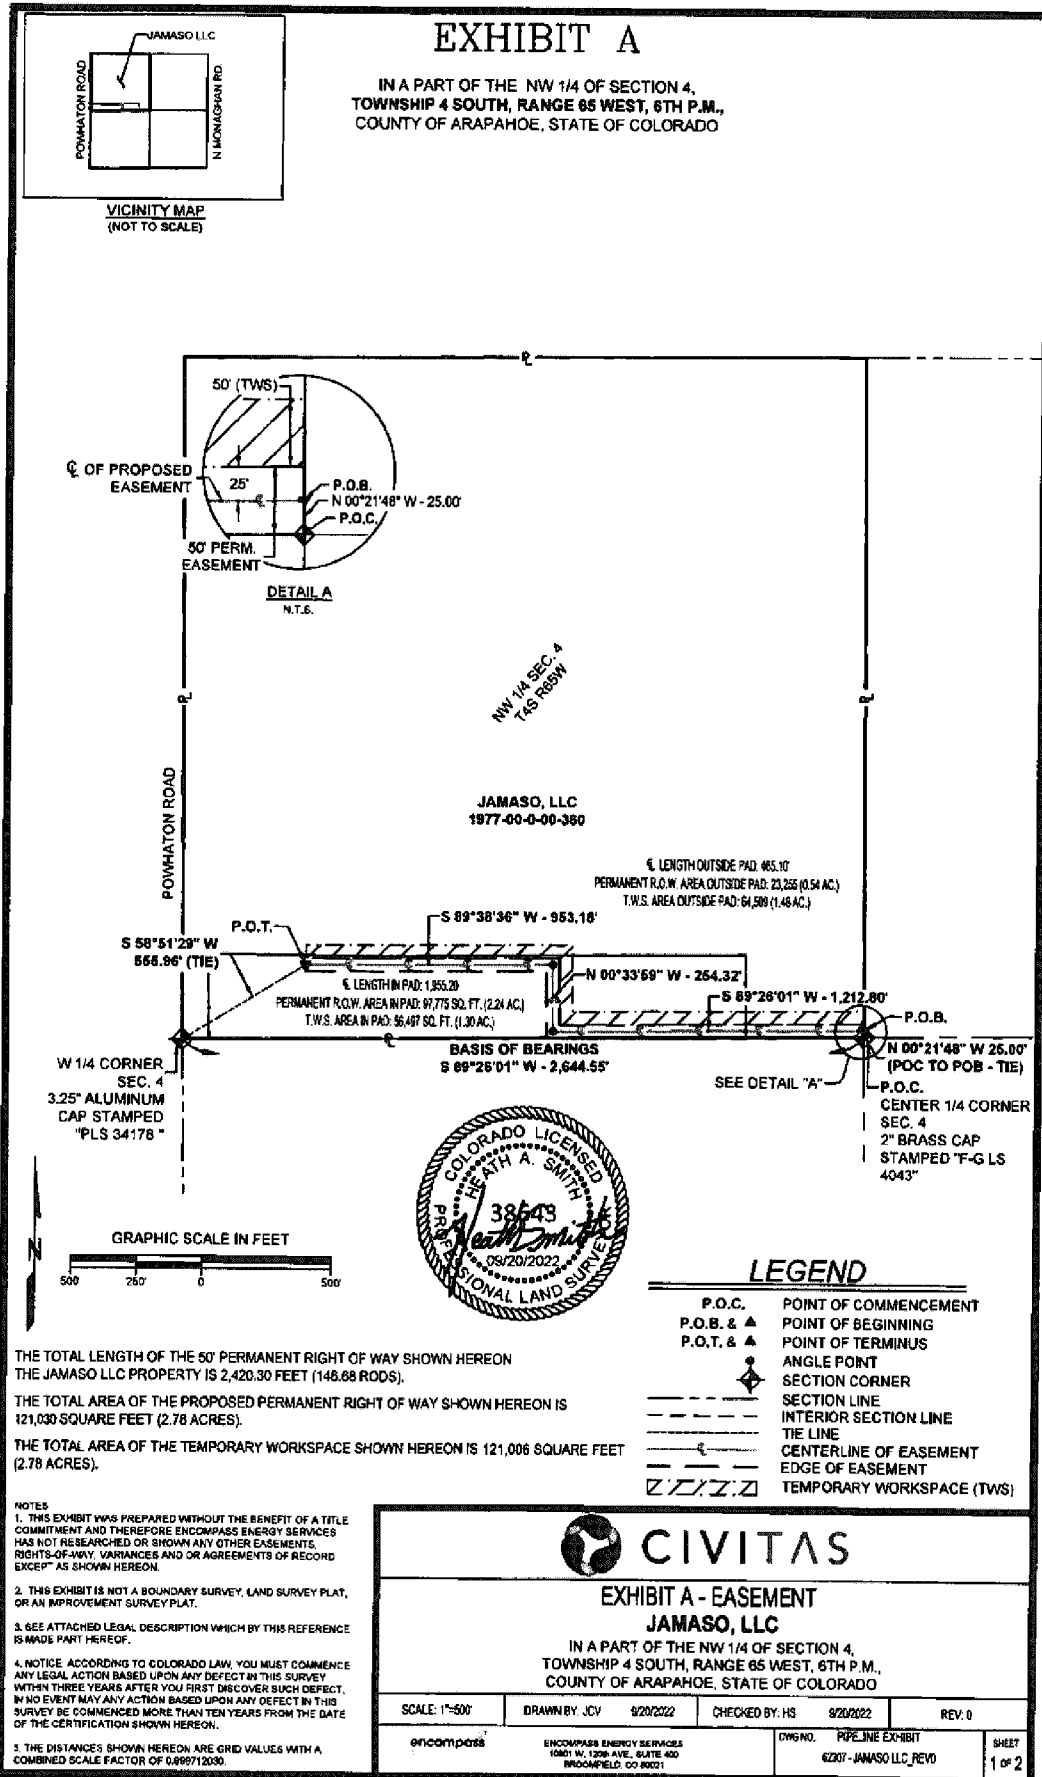 EXHIBIT A
IN A PART OF THE NW 1/4 OF SECTION 4,
TOWNSHIP 4 SOUTH, RANGE 65 WEST, 6TH P.M.,
COUNTY OF ARAPAHOE, STATE OF COLORADO
JAMASO LLC
POWHATON ROAD
N MONAGHAN RD.
VICINITY MAP
(NOT TO SCALE)
50' (TWS)
℄ OF PROPOSED
EASEMENT
25'
P.O.B.
N 00°21'48" W - 25.00'
P.O.C.
50' PERM.
EASEMENT
DETAIL A
N.T.S.
NW 1/4 SEC. 4
T4S R65W
POWHATON ROAD
JAMASO, LLC
1977-00-0-00-360
℄ LENGTH OUTSIDE PAD: 465.10'
PERMANENT R.O.W. AREA OUTSIDE PAD: 23,255 (0.54 AC.)
T.W.S. AREA OUTSIDE PAD: 64,509 (1.48 AC.)
S 89°38'36" W - 953.18'
P.O.T.
S 58°51'29" W
556.96' (TIE)
N 00°33'59" W - 254.32'
℄ LENGTH IN PAD: 1,955.20
PERMANENT R.O.W. AREA IN PAD: 97,775 SQ. FT. (2.24 AC.)
T.W.S. AREA IN PAD: 56,497 SQ. FT. (1.30 AC.)
S 89°26'01" W - 1,212.80'
P.O.B.
N 00°21'48" W 25.00'
(POC TO POB - TIE)
BASIS OF BEARINGS
S 89°26'01" W - 2,644.55'
SEE DETAIL "A"
P.O.C.
CENTER 1/4 CORNER
SEC. 4
2" BRASS CAP
STAMPED "F-G LS
4043"
W 1/4 CORNER
SEC. 4
3.25" ALUMINUM
CAP STAMPED
"PLS 34178 "
COLORADO LICENSED
HEATH A. SMITH
38643
Heath Smith
09/20/2022
PROFESSIONAL LAND SURVEYOR
N
GRAPHIC SCALE IN FEET
500' 250' 0 500'
LEGEND
P.O.C. POINT OF COMMENCEMENT
P.O.B. & ▲ POINT OF BEGINNING
P.O.T. & ▲ POINT OF TERMINUS
ANGLE POINT
SECTION CORNER
SECTION LINE
INTERIOR SECTION LINE
TIE LINE
CENTERLINE OF EASEMENT
EDGE OF EASEMENT
TEMPORARY WORKSPACE (TWS)
THE TOTAL LENGTH OF THE 50' PERMANENT RIGHT OF WAY SHOWN HEREON
THE JAMASO LLC PROPERTY IS 2,420.30 FEET (146.68 RODS).
THE TOTAL AREA OF THE PROPOSED PERMANENT RIGHT OF WAY SHOWN HEREON IS
121,030 SQUARE FEET (2.78 ACRES).
THE TOTAL AREA OF THE TEMPORARY WORKSPACE SHOWN HEREON IS 121,006 SQUARE FEET
(2.78 ACRES).
NOTES
1. THIS EXHIBIT WAS PREPARED WITHOUT THE BENEFIT OF A TITLE
COMMITMENT AND THEREFORE ENCOMPASS ENERGY SERVICES
HAS NOT RESEARCHED OR SHOWN ANY OTHER EASEMENTS,
RIGHTS-OF-WAY, VARIANCES AND OR AGREEMENTS OF RECORD
EXCEPT AS SHOWN HEREON.
2. THIS EXHIBIT IS NOT A BOUNDARY SURVEY, LAND SURVEY PLAT,
OR AN IMPROVEMENT SURVEY PLAT.
3. SEE ATTACHED LEGAL DESCRIPTION WHICH BY THIS REFERENCE
IS MADE PART HEREOF.
4. NOTICE: ACCORDING TO COLORADO LAW, YOU MUST COMMENCE
ANY LEGAL ACTION BASED UPON ANY DEFECT IN THIS SURVEY
WITHIN THREE YEARS AFTER YOU FIRST DISCOVER SUCH DEFECT.
IN NO EVENT MAY ANY ACTION BASED UPON ANY DEFECT IN THIS
SURVEY BE COMMENCED MORE THAN TEN YEARS FROM THE DATE
OF THE CERTIFICATION SHOWN HEREON.
5. THE DISTANCES SHOWN HEREON ARE GRID VALUES WITH A
COMBINED SCALE FACTOR OF 0.999712030.
CIVITAS
EXHIBIT A - EASEMENT
JAMASO, LLC
IN A PART OF THE NW 1/4 OF SECTION 4,
TOWNSHIP 4 SOUTH, RANGE 65 WEST, 6TH P.M.,
COUNTY OF ARAPAHOE, STATE OF COLORADO
SCALE: 1"=500' DRAWN BY: JCV 9/20/2022 CHECKED BY: HS 9/20/2022 REV: 0
encompass
ENCOMPASS ENERGY SERVICES
10901 W. 120th AVE., SUITE 400
BROOMFIELD, CO 80021
DWG NO. PIPELINE EXHIBIT
62307 - JAMASO LLC_REV0
SHEET
1 OF 2